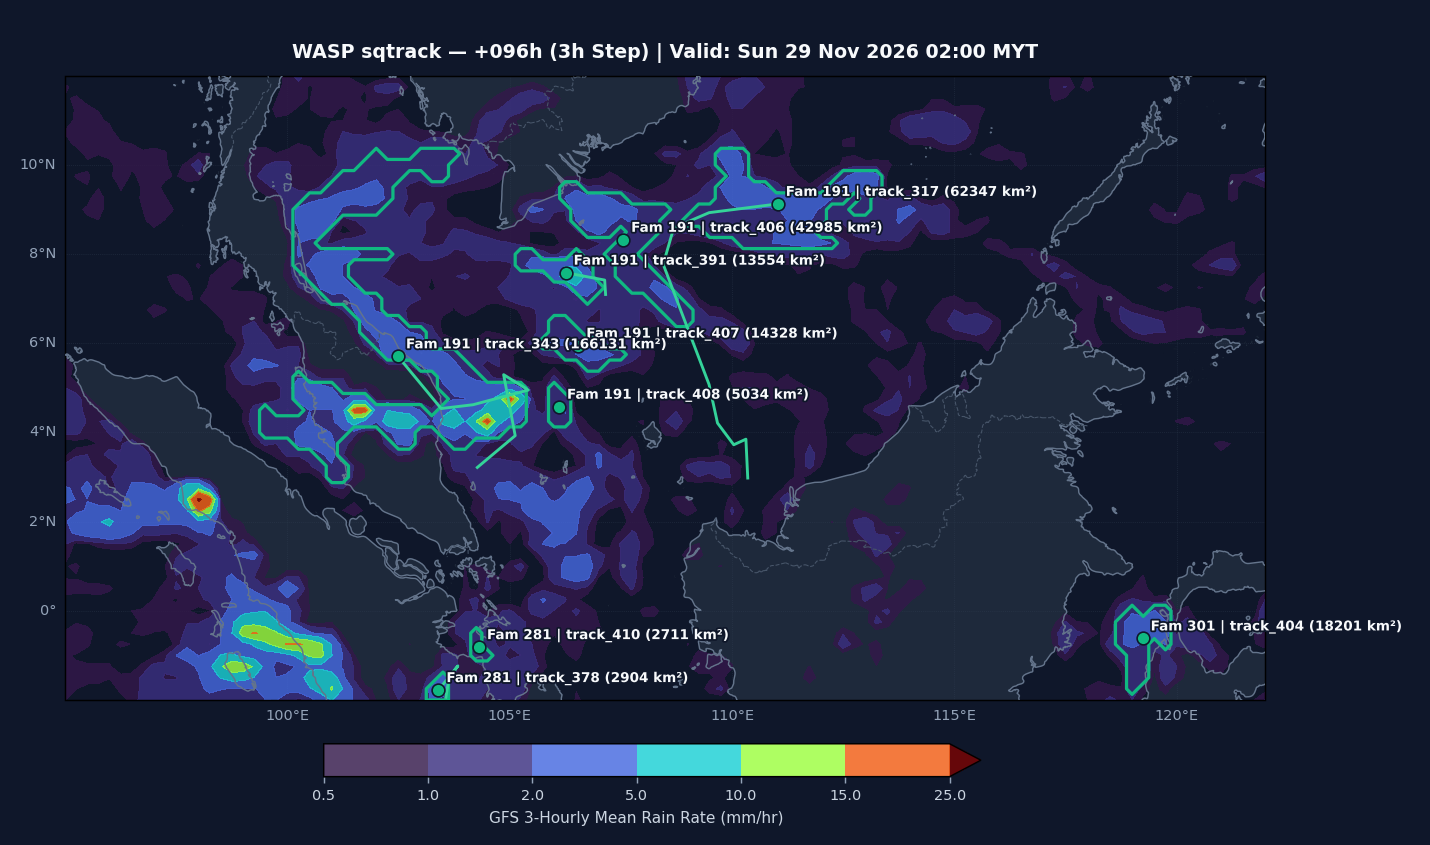 WASP sqtrack — +096h (3h Step) | Valid: Sun 29 Nov 2026 02:00 MYT
10°N
8°N
6°N
4°N
2°N
0°
Fam 191 | track_317 (62347 km²)
Fam 191 | track_406 (42985 km²)
Fam 191 | track_391 (13554 km²)
Fam 191 | track_407 (14328 km²)
Fam 191 | track_343 (166131 km²)
Fam 191 | track_408 (5034 km²)
Fam 301 | track_404 (18201 km²)
Fam 281 | track_410 (2711 km²)
Fam 281 | track_378 (2904 km²)
100°E 105°E 110°E 115°E 120°E
0.5 1.0 2.0 5.0 10.0 15.0 25.0
GFS 3-Hourly Mean Rain Rate (mm/hr)